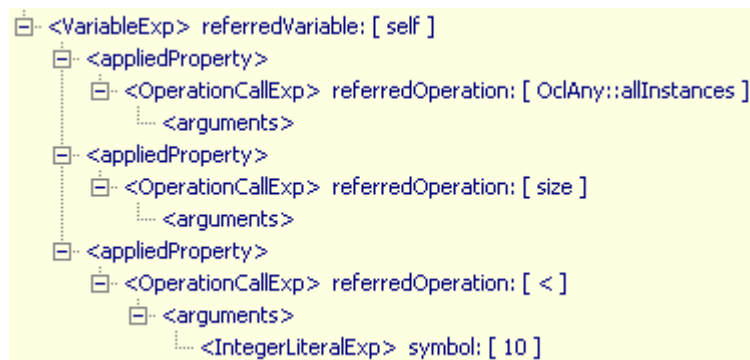 <VariableExp> referredVariable: [ self ]
<appliedProperty>
<OperationCallExp> referredOperation: [ OclAny::allInstances ]
<arguments>
<appliedProperty>
<OperationCallExp> referredOperation: [ size ]
<arguments>
<appliedProperty>
<OperationCallExp> referredOperation: [ < ]
<arguments>
<IntegerLiteralExp> symbol: [ 10 ]